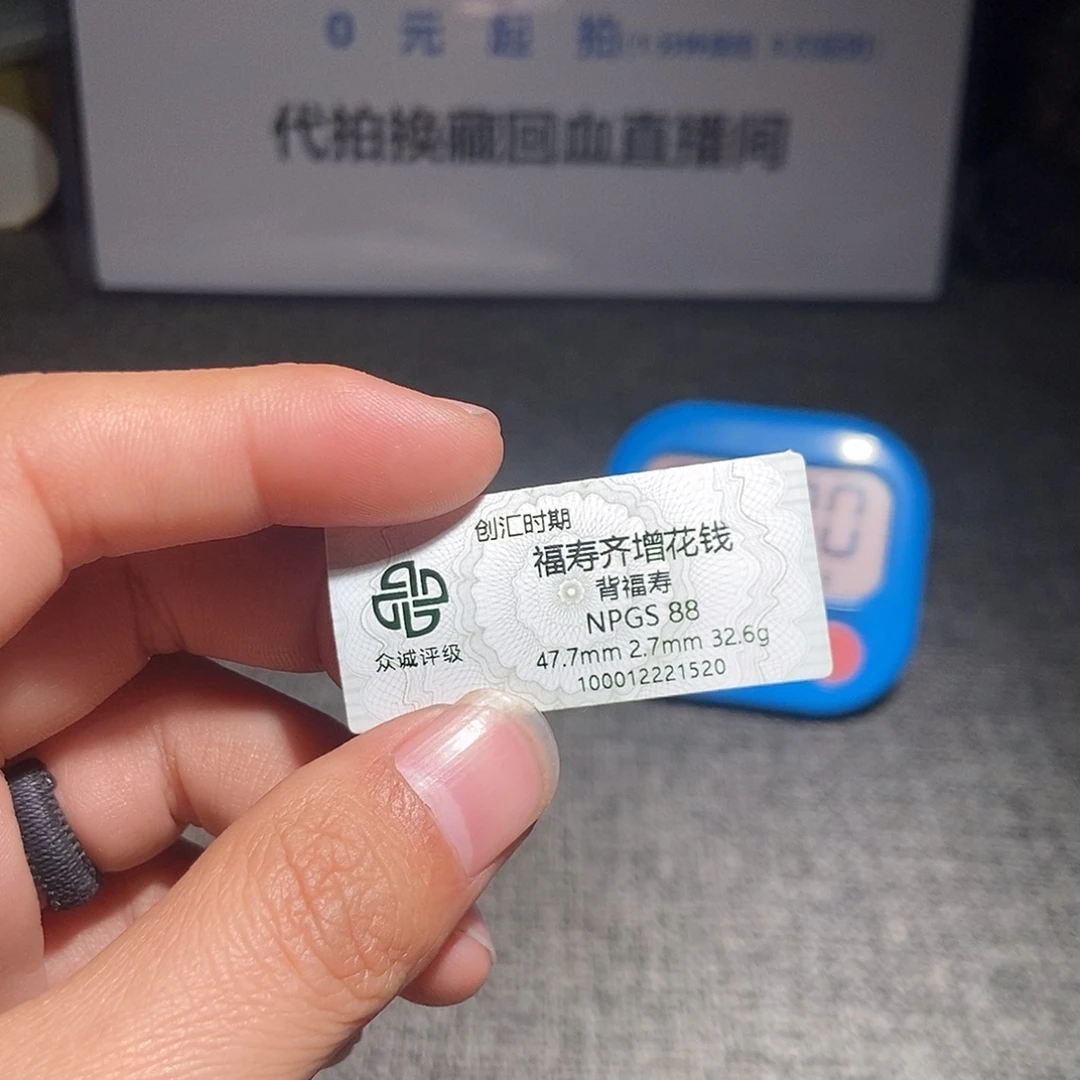 0 元 起 拍
代拍换藏回血直播间
创汇时期
福寿齐增花钱
背福寿
NPGS 88
47.7mm 2.7mm 32.6g
100012221520
众诚评级